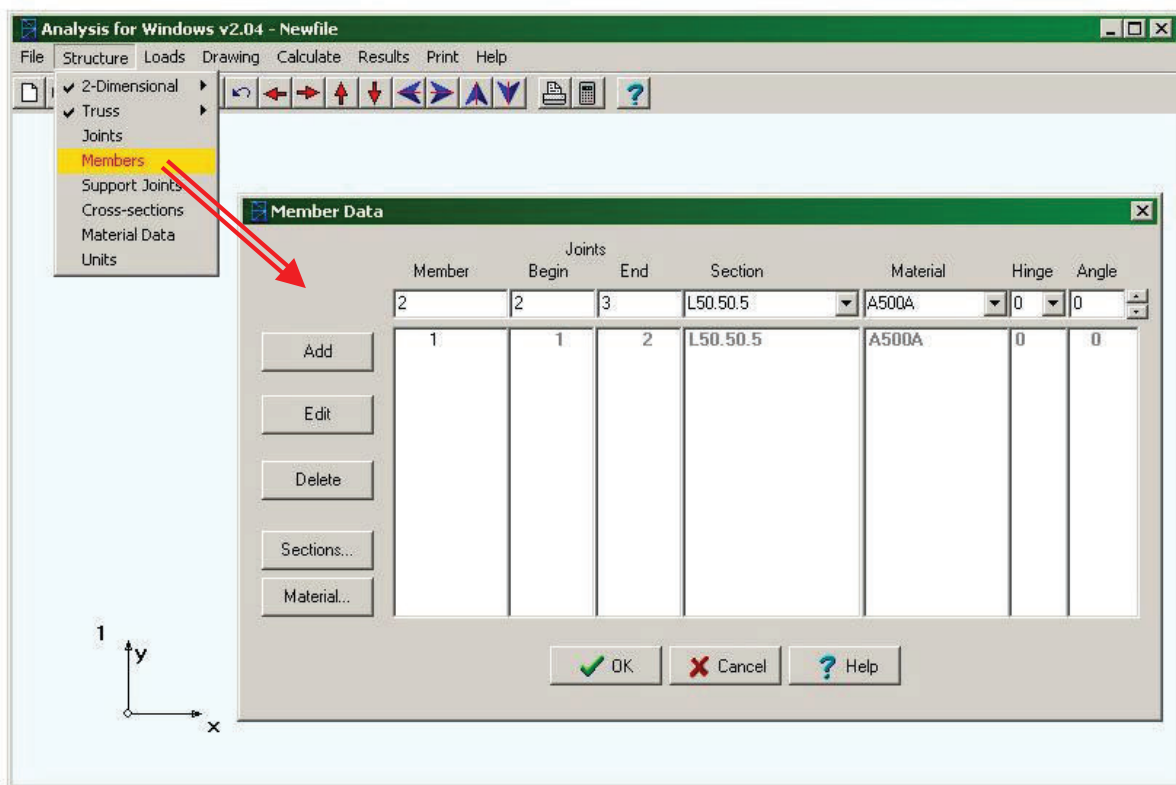 Analysis for Windows v2.04 - Newfile
File Structure Loads Drawing Calculate Results Print Help
2-Dimensional
Truss
Joints
Members
Support Joints
Cross-sections
Material Data
Units
Member Data
Joints
Member Begin End Section Material Hinge Angle
2 2 3 L50.50.5 A500A 0 0
1 1 2 L50.50.5 A500A 0 0
Add
Edit
Delete
Sections...
Material...
OK Cancel ? Help
1
y
x